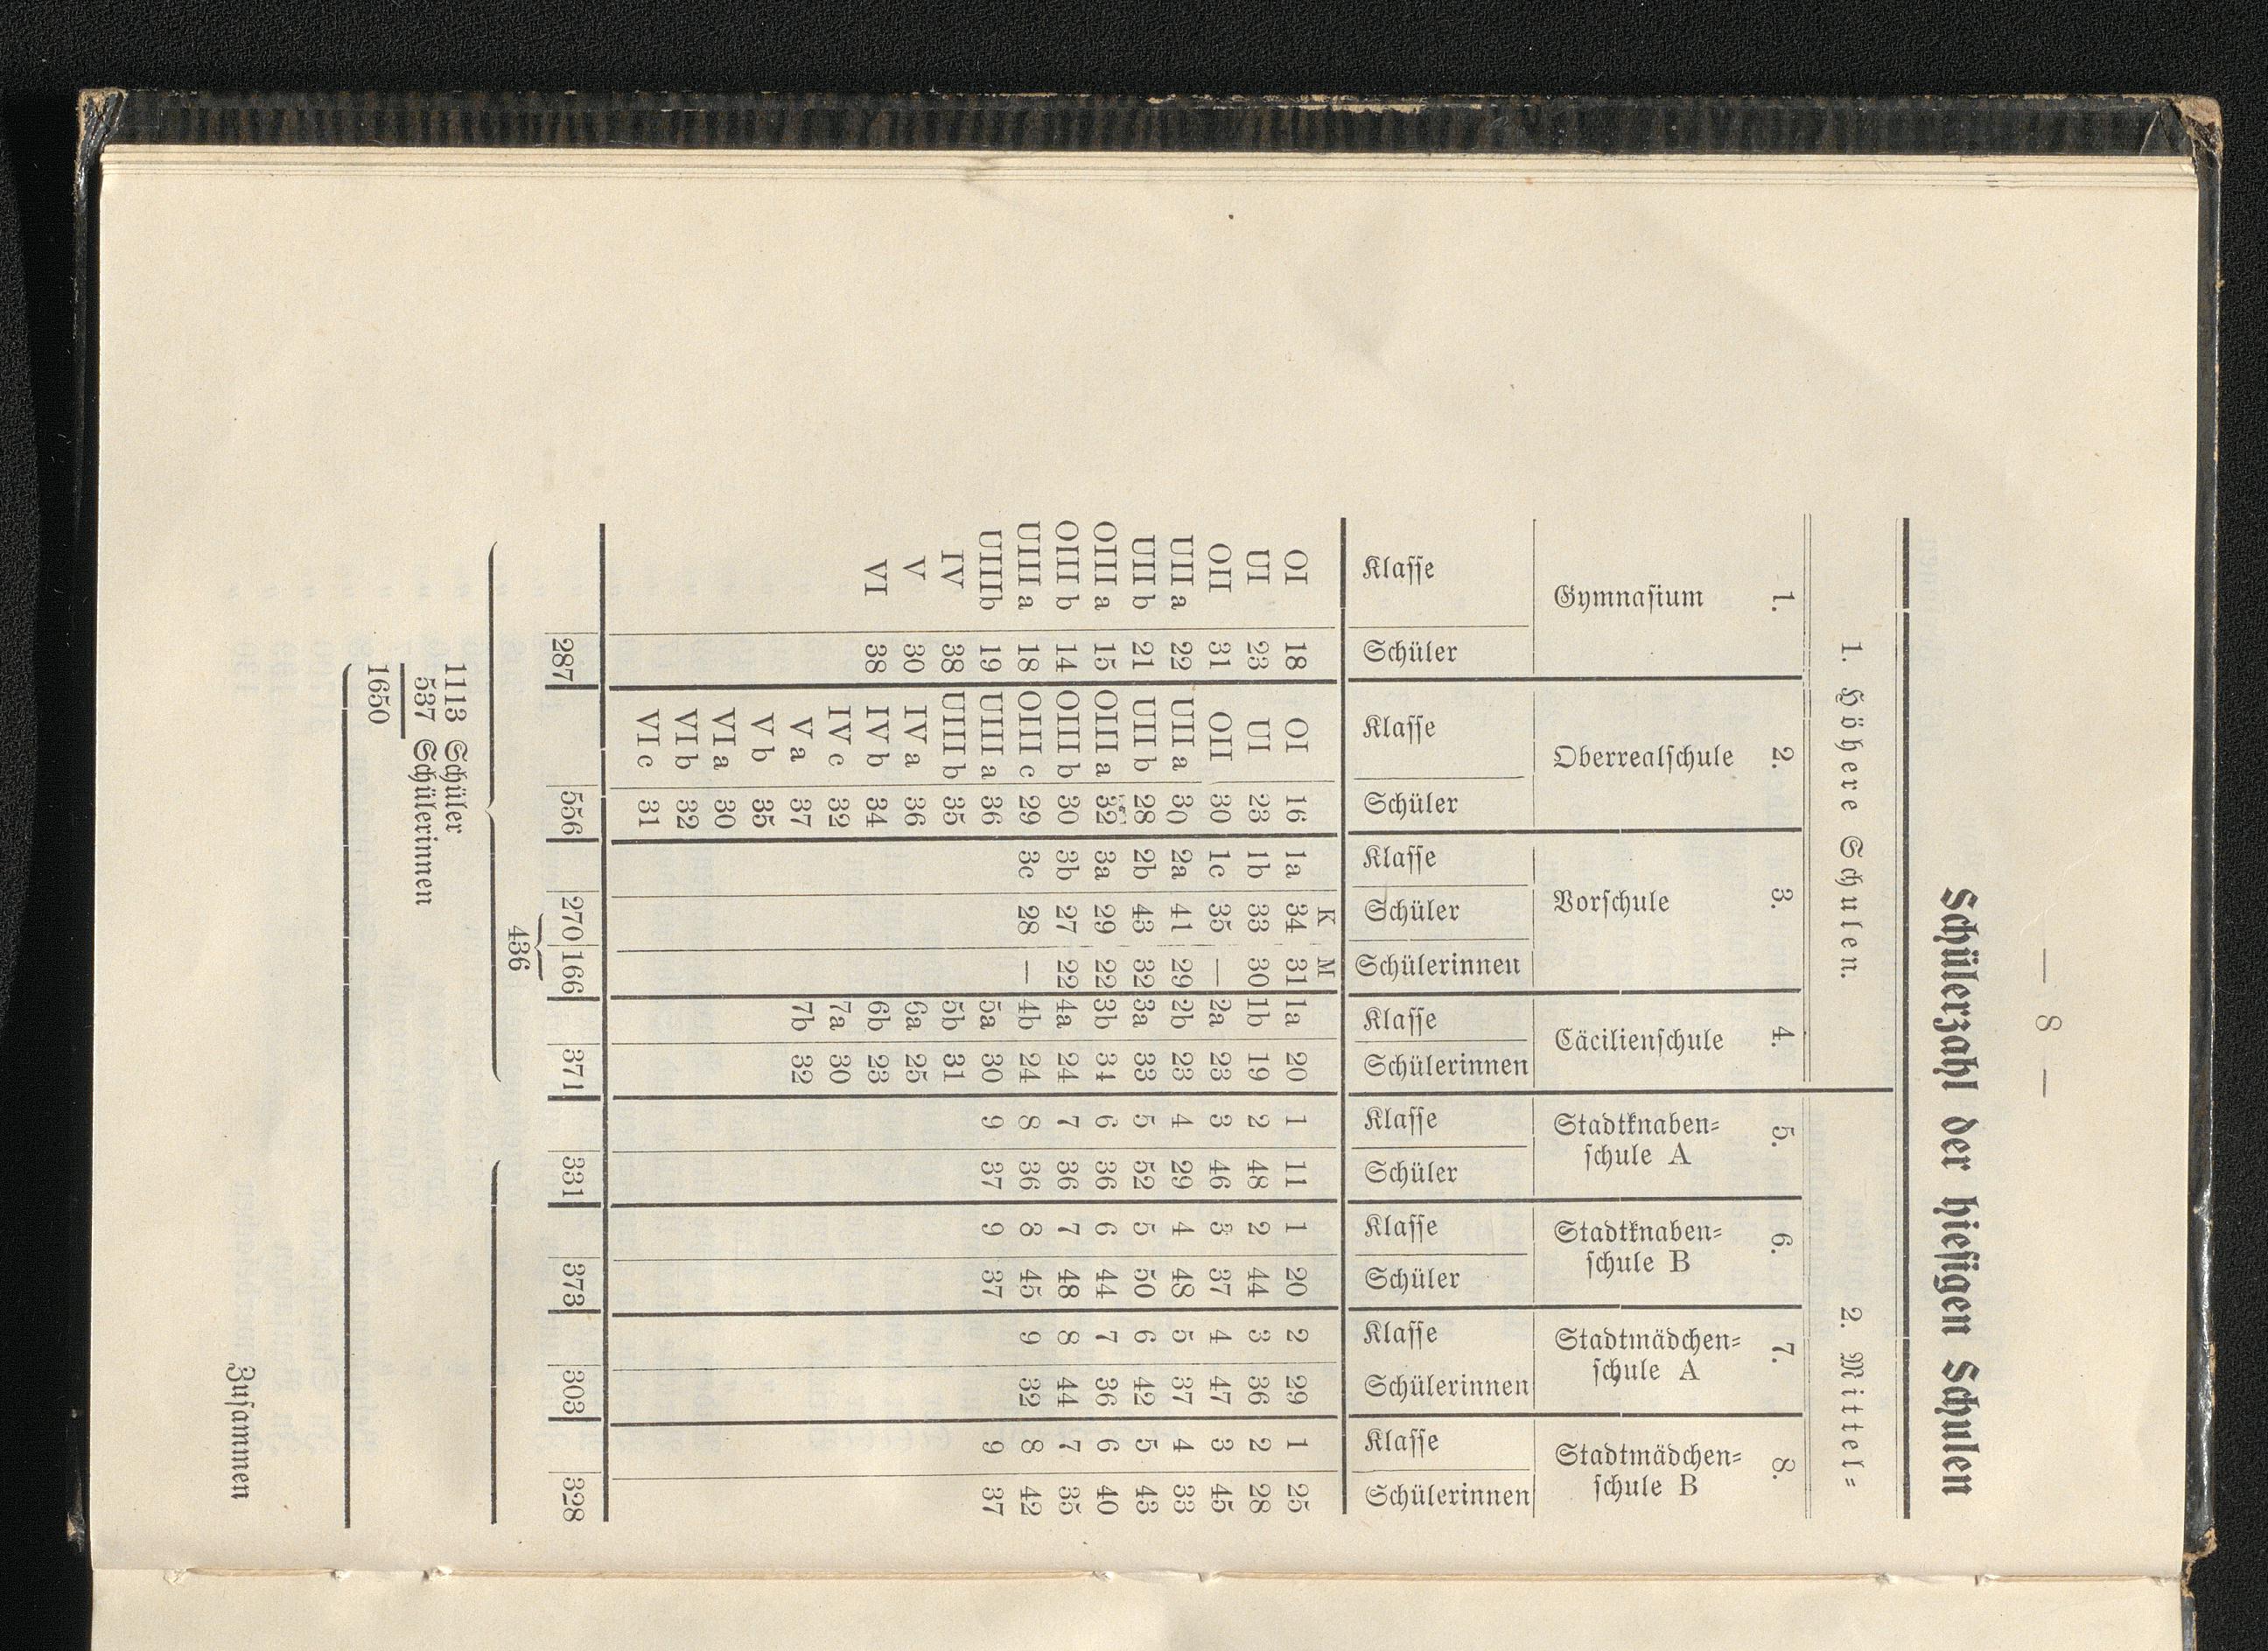 — 8 —
Schülerzahl der hiesigen Schulen
1. Höhere Schulen. 2. Mittel-
1. 2. 3. 4. 5. 6. 7. 8.
Gymnasium Oberrealschule Vorschule Cäcilienschule Stadtknaben- Stadtknaben- Stadtmädchen- Stadtmädchen-
schule A schule B schule A schule B
Klasse Schüler Klasse Schüler Klasse Schüler Schülerinnen Klasse Schülerinnen Klasse Schüler Klasse Schüler Klasse Schülerinnen Klasse Schülerinnen
K M
OI 18 OI 16 1a 34 31 1a 20 1 11 1 20 2 29 1 25
UI 23 UI 23 1b 33 30 1b 19 2 48 2 44 3 36 2 28
OII 31 OII 30 1c 35 — 2a 23 3 46 3 37 4 47 3 45
UII a 22 UII a 30 2a 41 29 2b 23 4 29 4 48 5 37 4 33
UII b 21 UII b 28 2b 43 32 3a 33 5 52 5 50 6 42 5 43
OIII a 15 OIII a 32 3a 29 22 3b 34 6 36 6 44 7 36 6 40
OIII b 14 OIII b 30 3b 27 22 4a 24 7 36 7 48 8 44 7 35
UIII a 18 OIII c 29 3c 28 — 4b 24 8 36 8 45 9 32 8 42
UIIIb 19 UIII a 36 5a 30 9 37 9 37 9 37
IV 38 UIII b 35 5b 31
V 30 IV a 36 6a 25
VI 38 IV b 34 6b 23
IV c 32 7a 30
V a 37 7b 32
V b 35
VI a 30
VI b 32
VI c 31
287 556 270 166 371 331 373 303 328
436
1113 Schüler
537 Schülerinnen
1650
Zusammen